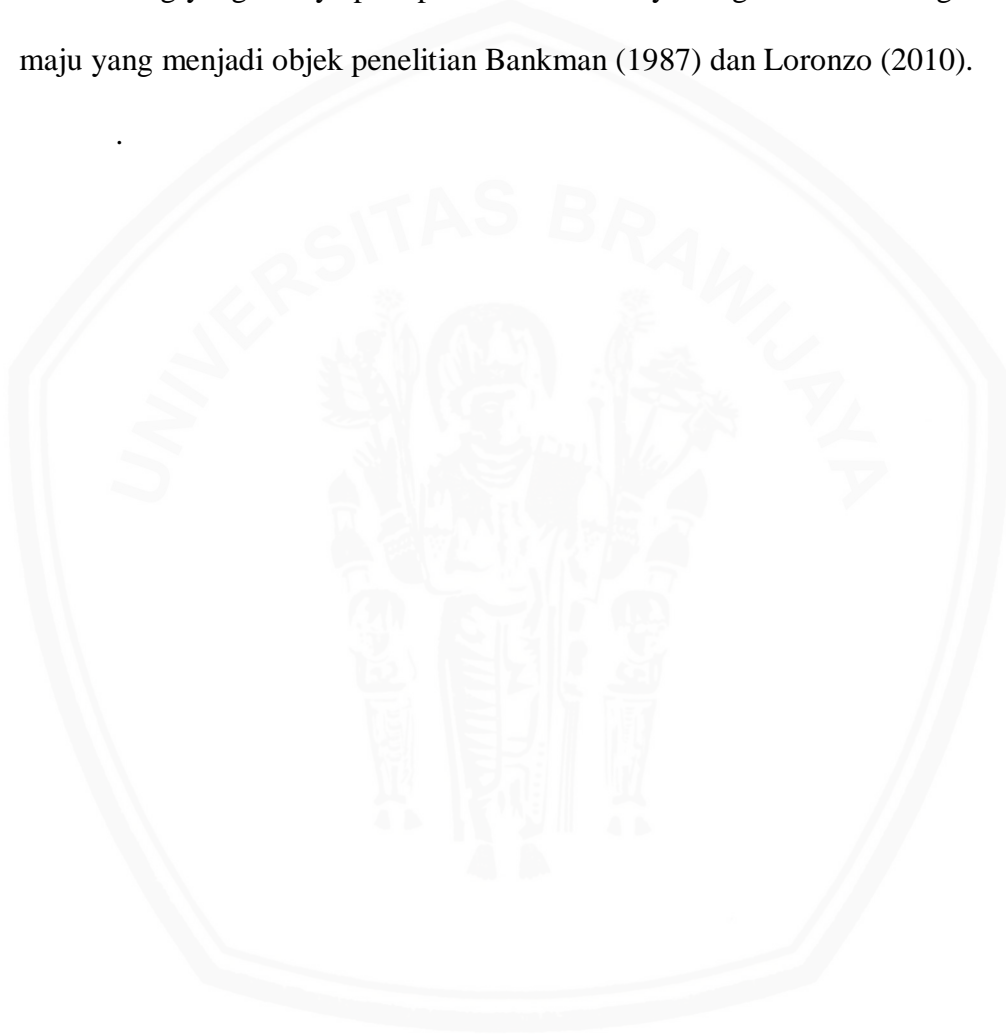 maju yang menjadi objek penelitian Bankman (1987) dan Loronzo (2010).
.
UNIVERSITAS BRAWIJAYA